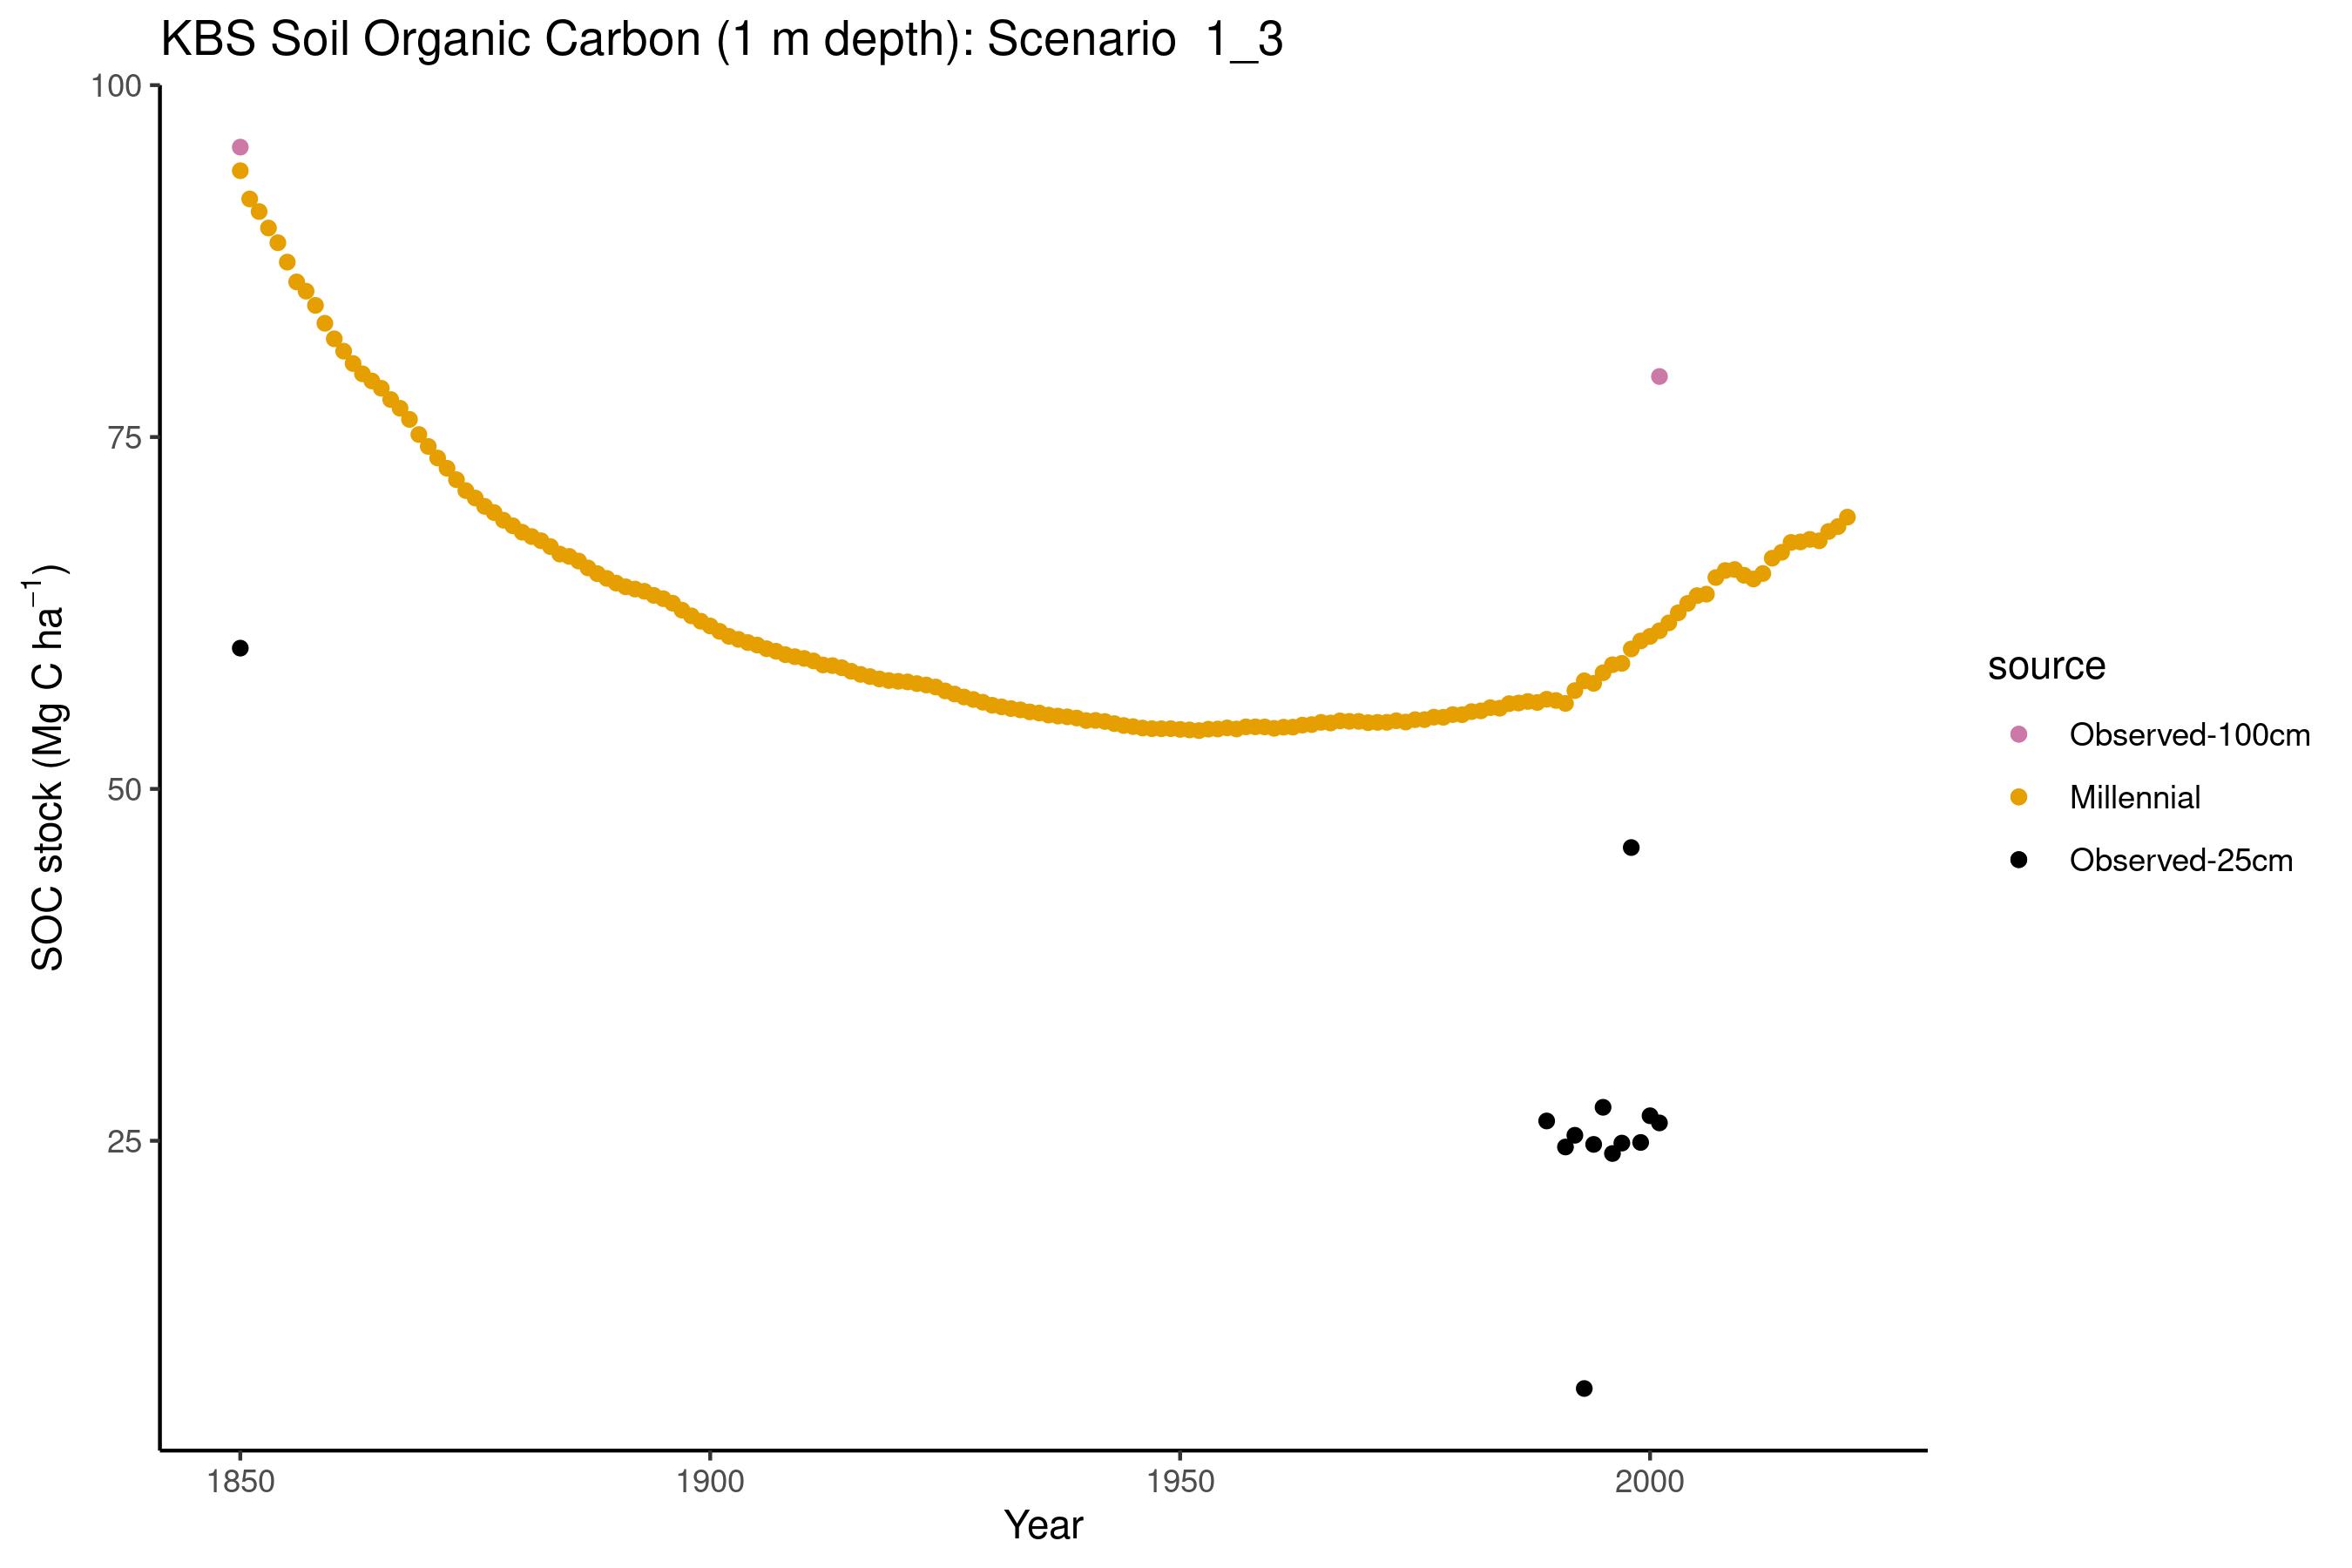 KBS Soil Organic Carbon (1 m depth): Scenario  1_3
100
75
50
25
SOC stock (Mg C ha⁻¹)
1850
1900
1950
2000
Year
source
Observed-100cm
Millennial
Observed-25cm